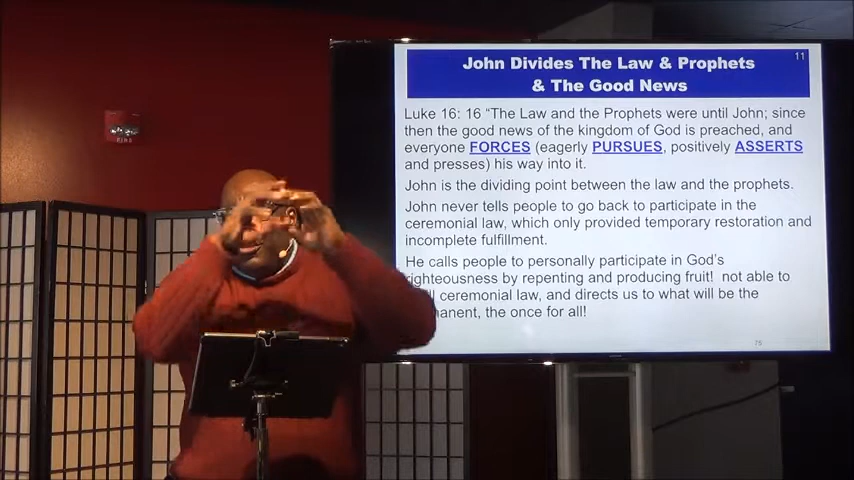 11
John Divides The Law & Prophets
& The Good News
Luke 16: 16 “The Law and the Prophets were until John; since
then the good news of the kingdom of God is preached, and
everyone FORCES (eagerly PURSUES, positively ASSERTS
and presses) his way into it.
John is the dividing point between the law and the prophets.
John never tells people to go back to participate in the
ceremonial law, which only provided temporary restoration and
incomplete fulfillment.
He calls people to personally participate in God's
righteousness by repenting and producing fruit! not able to
ceremonial law, and directs us to what will be the
the once for all!
75
FIRE